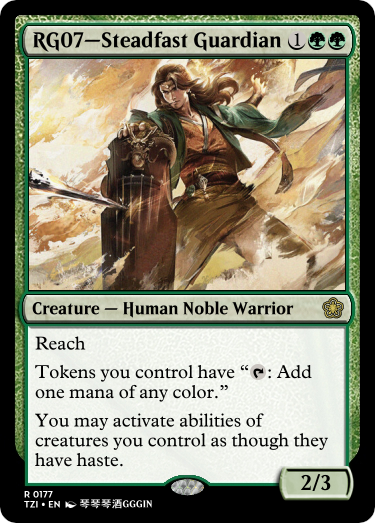 RG07—Steadfast Guardian 1
Creature — Human Noble Warrior
Reach
Tokens you control have “: Add
one mana of any color.”
You may activate abilities of
creatures you control as though they
have haste.
2/3
R 0177
TZI • EN 琴琴琴酒GGGIN